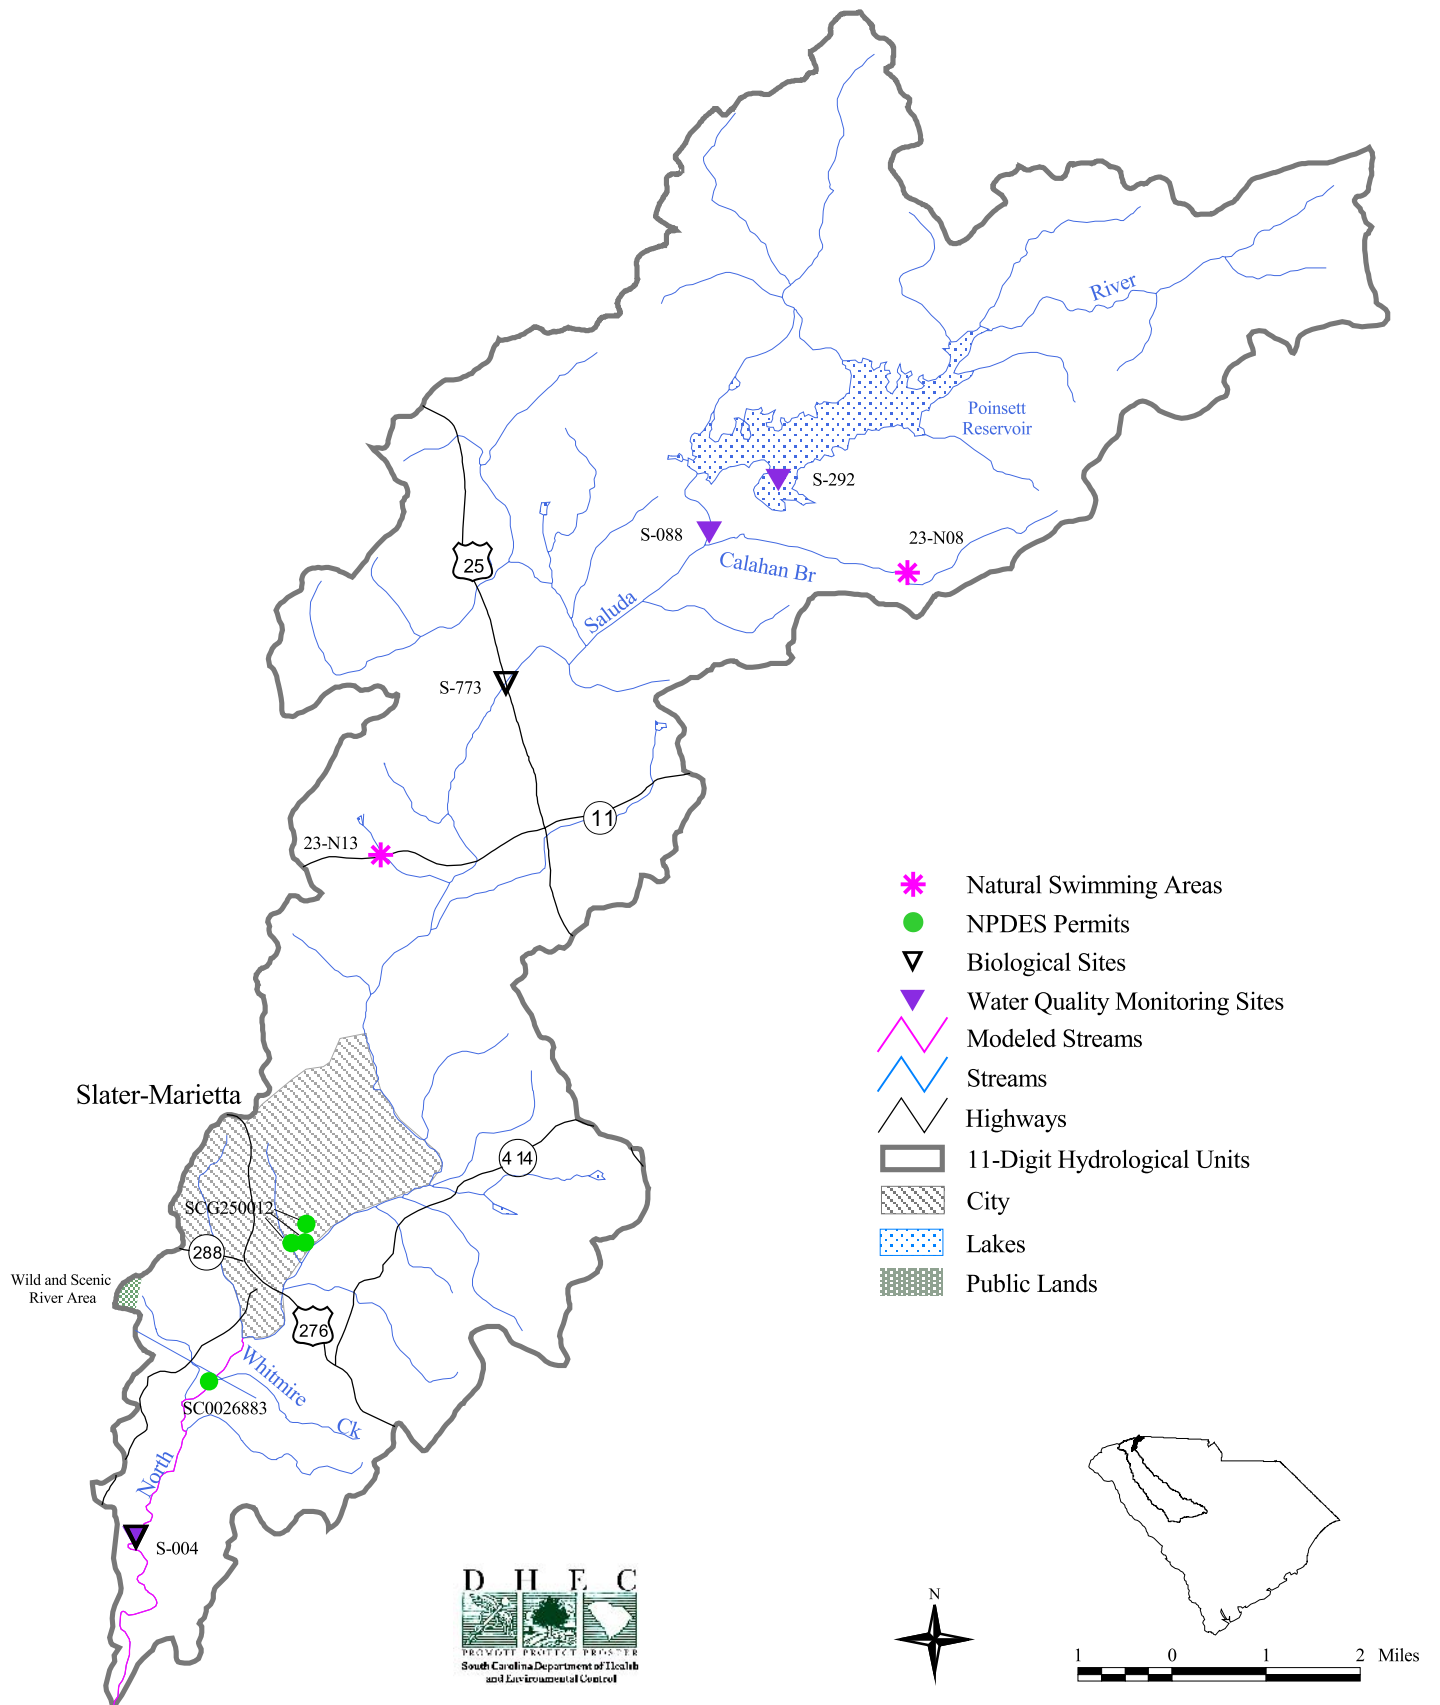 River
Poinsett
Reservoir
S-292
S-088
23-N08
Calahan Br
25
Saluda
S-773
11
23-N13
Natural Swimming Areas
NPDES Permits
Biological Sites
Water Quality Monitoring Sites
Modeled Streams
Streams
Highways
11-Digit Hydrological Units
City
Lakes
Public Lands
Slater-Marietta
4 14
SCG250012
288
Wild and Scenic
River Area
276
Whitmire
Ck
SC0026883
North
S-004
D H E C
PROMOTE PROTECT PROSPER
South Carolina Department of Health
and Environmental Control
N
1 0 1 2 Miles